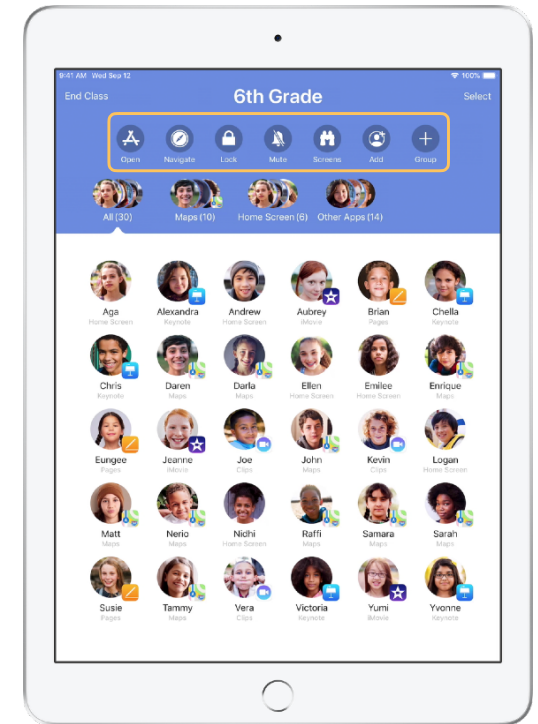 9:41 AM Wed Sep 12 100%
End Class 6th Grade Select
Open Navigate Lock Mute Screens Add Group
All (30) Maps (10) Home Screen (6) Other Apps (14)
Aga Alexandra Andrew Aubrey Brian Chella
Home Screen Keynote Home Screen iMovie Pages Keynote
Chris Daren Darla Ellen Emilee Enrique
Keynote Maps Maps Home Screen Home Screen Maps
Eungee Jeanne Joe John Kevin Logan
Pages iMovie Clips Maps Clips Home Screen
Matt Nerio Nidhi Raffi Samara Sarah
Maps Maps Home Screen Maps Maps Maps
Susie Tammy Vera Victoria Yumi Yvonne
Pages Maps Clips Keynote iMovie Keynote